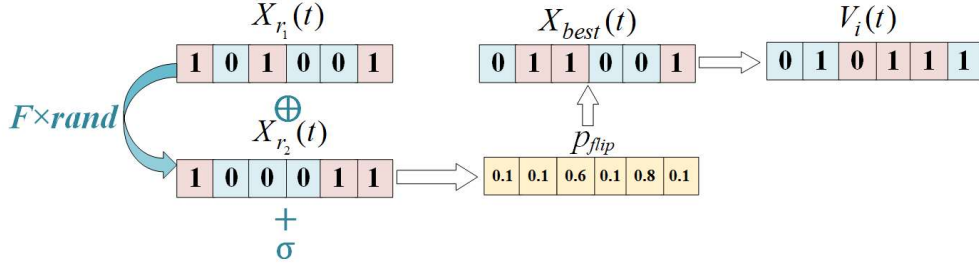 X_{r_1}(t)
1 0 1 0 0 1
F×rand
⊕
X_{r_2}(t)
1 0 0 0 1 1
+
σ
X_{best}(t)
0 1 1 0 0 1
p_{flip}
0.1 0.1 0.6 0.1 0.8 0.1
V_i(t)
0 1 0 1 1 1